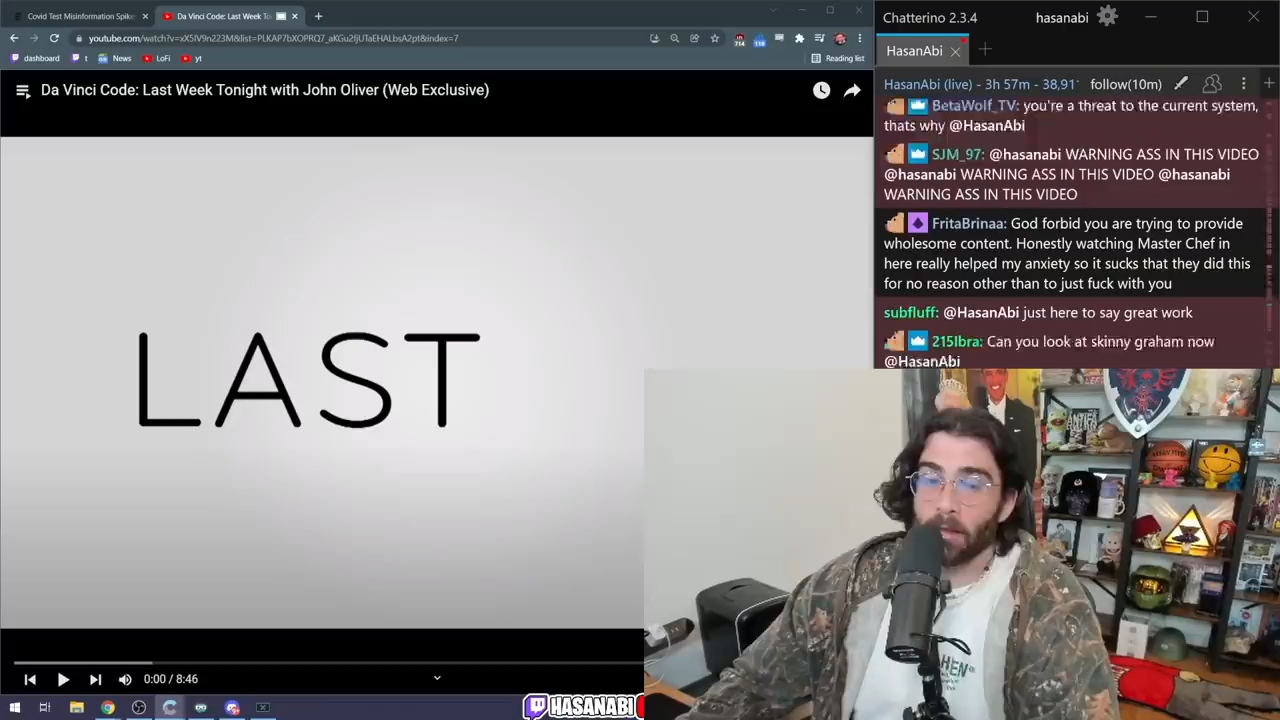 Covid Test Misinformation Spike
Da Vinci Code: Last Week To
youtube.com/watch?v=xX5IV9n223M&list=PLKAP7bXOPRQ7_aKGu2fjUTaEHALbsA2pt&index=7
714
118
dashboard
t
News
LoFi
yt
Reading list
Da Vinci Code: Last Week Tonight with John Oliver (Web Exclusive)
LAST
0:00 / 8:46
Chatterino 2.3.4
hasanabi
HasanAbi
HasanAbi (live) - 3h 57m - 38,91
follow(10m)
BetaWolf_TV: you're a threat to the current system,
thats why @HasanAbi
SJM_97: @hasanabi WARNING ASS IN THIS VIDEO
@hasanabi WARNING ASS IN THIS VIDEO @hasanabi
WARNING ASS IN THIS VIDEO
FritaBrinaa: God forbid you are trying to provide
wholesome content. Honestly watching Master Chef in
here really helped my anxiety so it sucks that they did this
for no reason other than to just fuck with you
subfluff: @HasanAbi just here to say great work
215Ibra: Can you look at skinny graham now
@HasanAbi
HASANABI